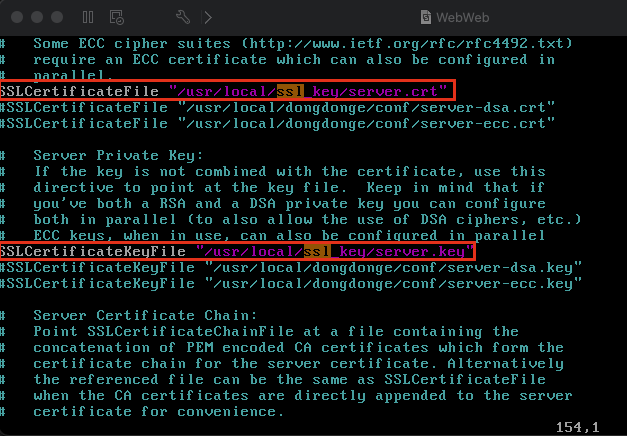 WebWeb
#   Some ECC cipher suites (http://www.ietf.org/rfc/rfc4492.txt)
#   require an ECC certificate which can also be configured in
#   parallel.
SSLCertificateFile "/usr/local/ssl_key/server.crt"
#SSLCertificateFile "/usr/local/dongdonge/conf/server-dsa.crt"
#SSLCertificateFile "/usr/local/dongdonge/conf/server-ecc.crt"
#   Server Private Key:
#   If the key is not combined with the certificate, use this
#   directive to point at the key file.  Keep in mind that if
#   you've both a RSA and a DSA private key you can configure
#   both in parallel (to also allow the use of DSA ciphers, etc.)
#   ECC keys, when in use, can also be configured in parallel
SSLCertificateKeyFile "/usr/local/ssl_key/server.key"
#SSLCertificateKeyFile "/usr/local/dongdonge/conf/server-dsa.key"
#SSLCertificateKeyFile "/usr/local/dongdonge/conf/server-ecc.key"
#   Server Certificate Chain:
#   Point SSLCertificateChainFile at a file containing the
#   concatenation of PEM encoded CA certificates which form the
#   certificate chain for the server certificate. Alternatively
#   the referenced file can be the same as SSLCertificateFile
#   when the CA certificates are directly appended to the server
#   certificate for convenience.
154,1